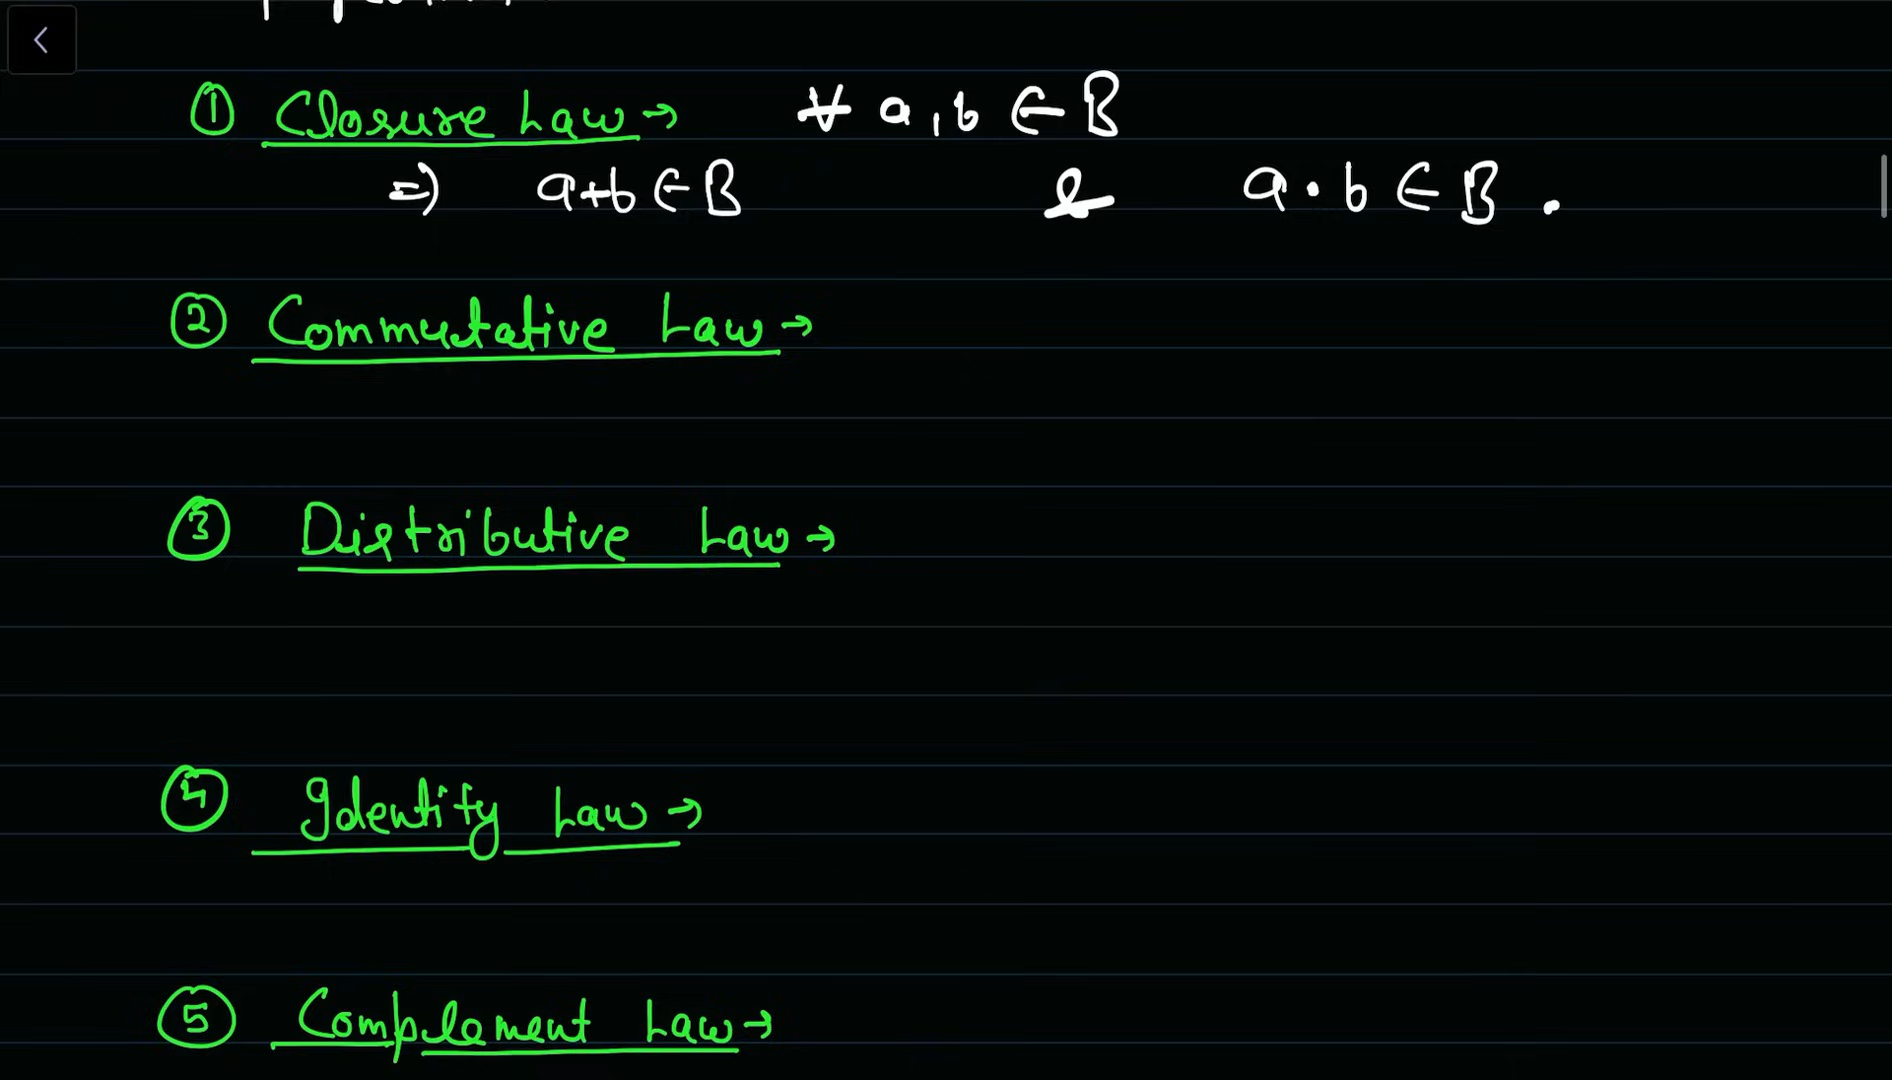 ① Closure Law → ∀ a, b ∈ B
⇒ a+b ∈ B & a · b ∈ B .
② Commutative Law →
③ Distributive Law →
④ Identity Law →
⑤ Complement Law →